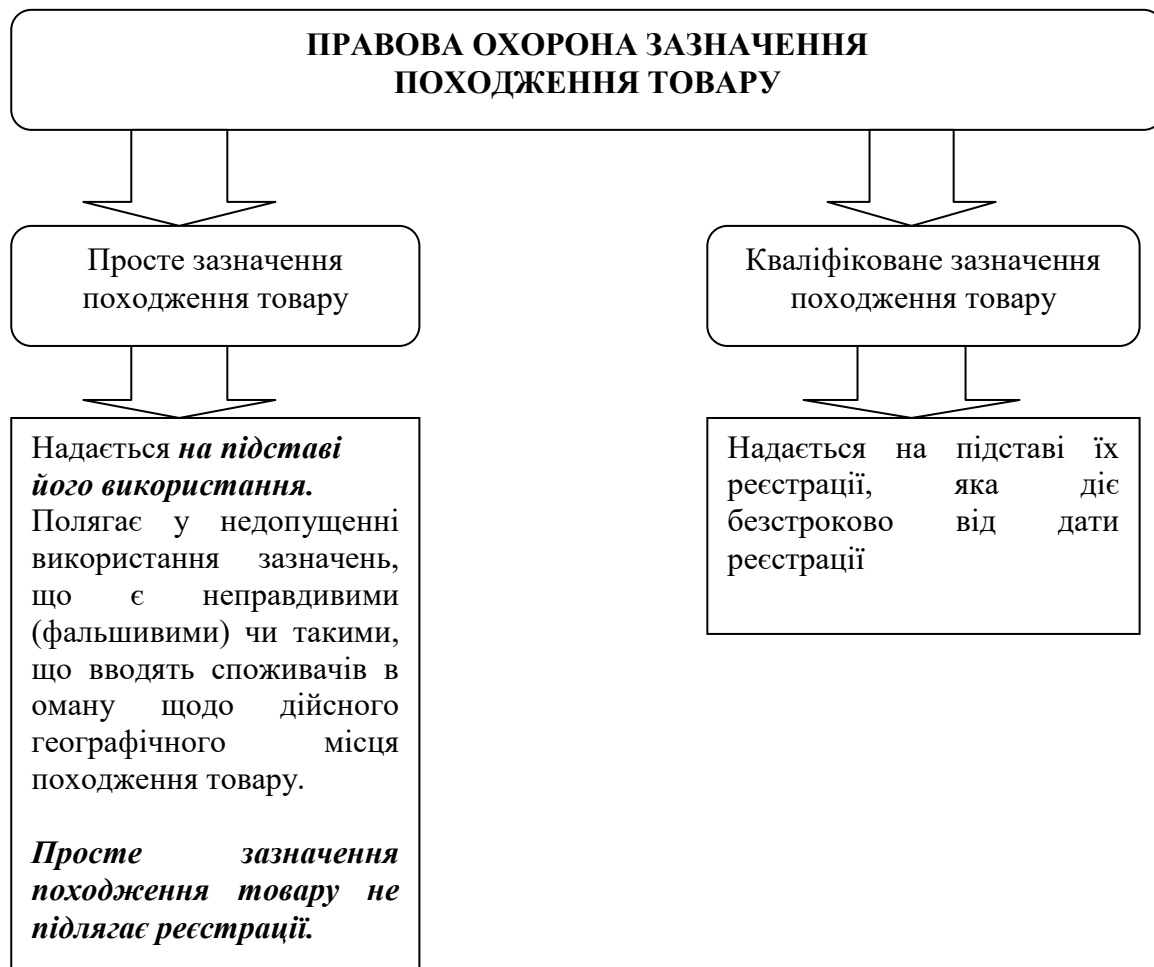 ПРАВОВА ОХОРОНА ЗАЗНАЧЕННЯ
ПОХОДЖЕННЯ ТОВАРУ
Просте зазначення
походження товару
Кваліфіковане зазначення
походження товару
Надається на підставі
його використання.
Полягає у недопущенні
використання зазначень,
що є неправдивими
(фальшивими) чи такими,
що вводять споживачів в
оману щодо дійсного
географічного місця
походження товару.
Просте зазначення
походження товару не
підлягає реєстрації.
Надається на підставі їх
реєстрації, яка діє
безстроково від дати
реєстрації